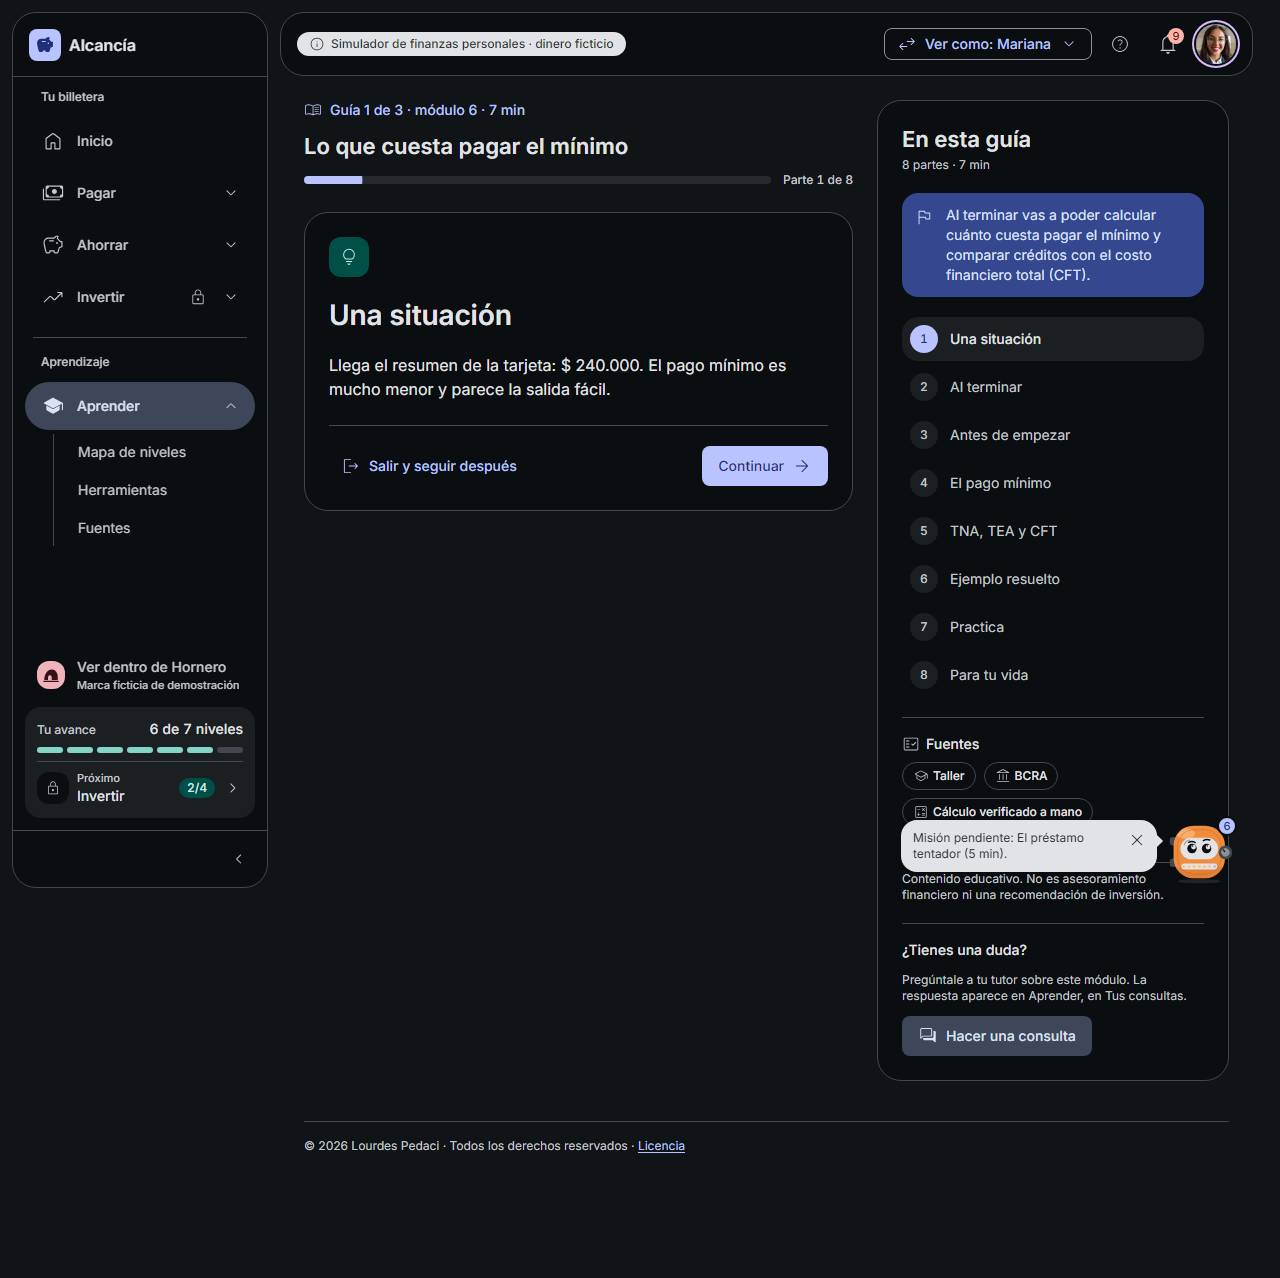 Alcancía
Tu billetera
Inicio
Pagar
Ahorrar
Invertir
Aprendizaje
Aprender
Mapa de niveles
Herramientas
Fuentes
Ver dentro de Hornero
Marca ficticia de demostración
Tu avance
6 de 7 niveles
Próximo
Invertir
2/4
Simulador de finanzas personales · dinero ficticio
Ver como: Mariana
9
Guía 1 de 3 · módulo 6 · 7 min
Lo que cuesta pagar el mínimo
Parte 1 de 8
Una situación
Llega el resumen de la tarjeta: $ 240.000. El pago mínimo es
mucho menor y parece la salida fácil.
Salir y seguir después
Continuar
En esta guía
8 partes · 7 min
Al terminar vas a poder calcular
cuánto cuesta pagar el mínimo y
comparar créditos con el costo
financiero total (CFT).
1 Una situación
2 Al terminar
3 Antes de empezar
4 El pago mínimo
5 TNA, TEA y CFT
6 Ejemplo resuelto
7 Practica
8 Para tu vida
Fuentes
Taller
BCRA
Cálculo verificado a mano
Misión pendiente: El préstamo
tentador (5 min).
6
Contenido educativo. No es asesoramiento
financiero ni una recomendación de inversión.
¿Tienes una duda?
Pregúntale a tu tutor sobre este módulo. La
respuesta aparece en Aprender, en Tus consultas.
Hacer una consulta
© 2026 Lourdes Pedaci · Todos los derechos reservados · Licencia